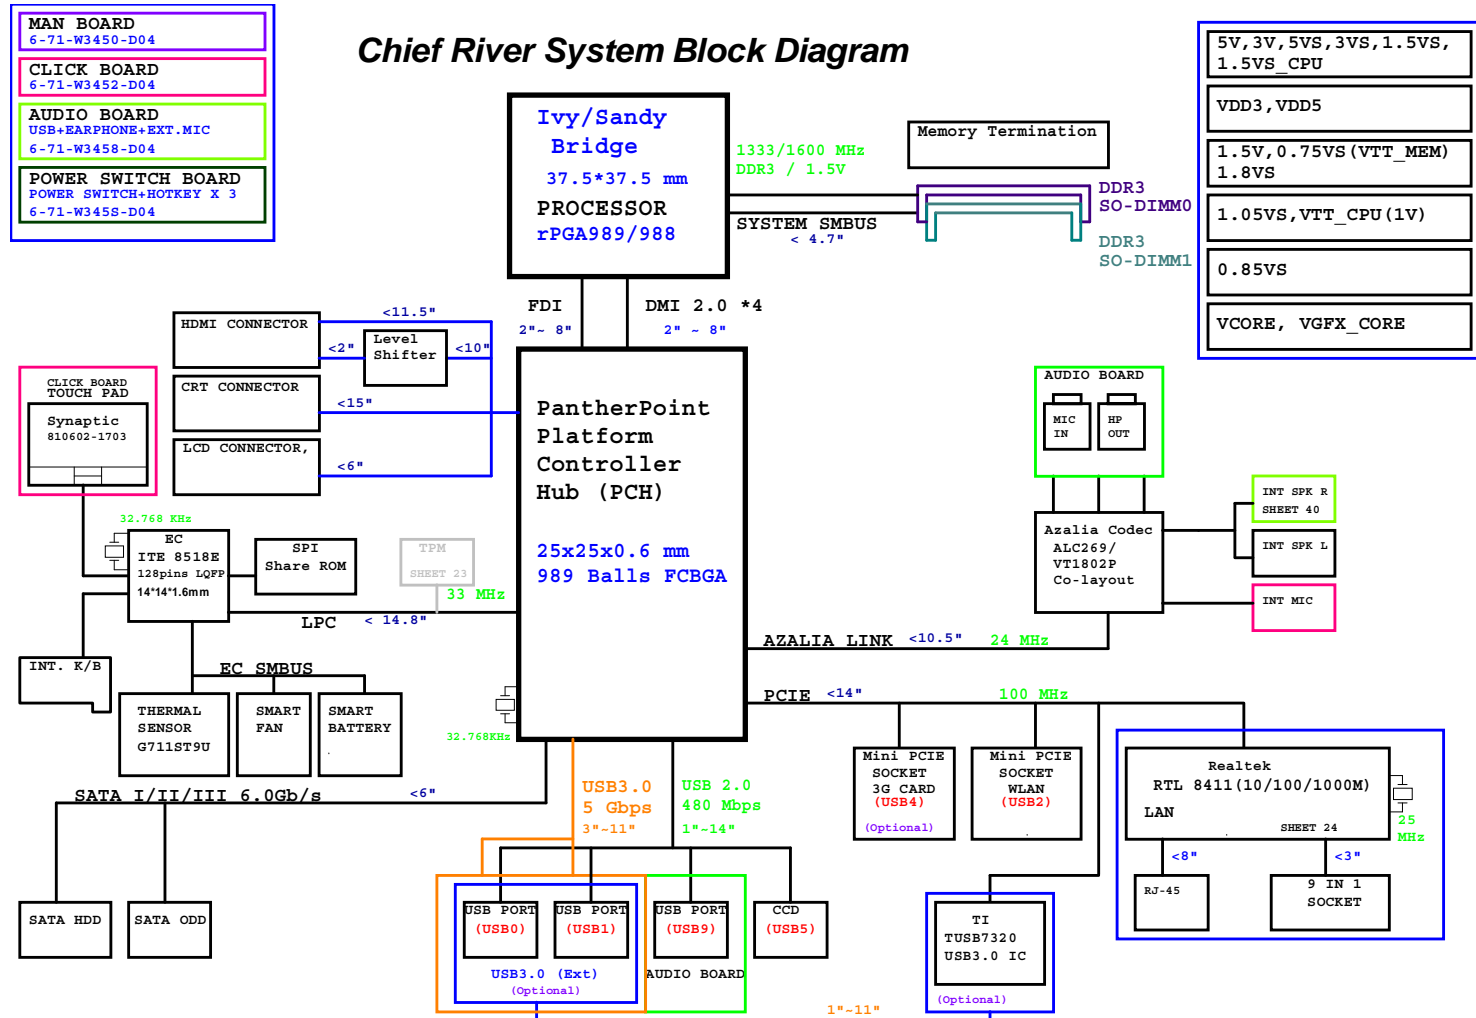 Chief River System Block Diagram
MAN BOARD
6-71-W3450-D04
CLICK BOARD
6-71-W3452-D04
AUDIO BOARD
USB+EARPHONE+EXT.MIC
6-71-W3458-D04
POWER SWITCH BOARD
POWER SWITCH+HOTKEY X 3
6-71-W345S-D04
5V,3V,5VS,3VS,1.5VS,
1.5VS_CPU
VDD3,VDD5
1.5V,0.75VS(VTT_MEM)
1.8VS
1.05VS,VTT_CPU(1V)
0.85VS
VCORE, VGFX_CORE
Ivy/Sandy
Bridge
37.5*37.5 mm
PROCESSOR
rPGA989/988
1333/1600 MHz
DDR3 / 1.5V
SYSTEM SMBUS
< 4.7"
Memory Termination
DDR3
SO-DIMM0
DDR3
SO-DIMM1
FDI
2"~ 8"
DMI 2.0 *4
2" ~ 8"
HDMI CONNECTOR
<11.5"
<2"
Level
Shifter
<10"
CRT CONNECTOR
<15"
LCD CONNECTOR,
<6"
CLICK BOARD
TOUCH PAD
Synaptic
810602-1703
PantherPoint
Platform
Controller
Hub (PCH)
25x25x0.6 mm
989 Balls FCBGA
AUDIO BOARD
MIC
IN
HP
OUT
Azalia Codec
ALC269/
VT1802P
Co-layout
INT SPK R
SHEET 40
INT SPK L
INT MIC
32.768 KHz
EC
ITE 8518E
128pins LQFP
14*14*1.6mm
SPI
Share ROM
TPM
SHEET 23
33 MHz
LPC
< 14.8"
AZALIA LINK
<10.5"
24 MHz
INT. K/B
EC SMBUS
THERMAL
SENSOR
G711ST9U
SMART
FAN
SMART
BATTERY
32.768KHz
PCIE
<14"
100 MHz
Mini PCIE
SOCKET
3G CARD
(USB4)
(Optional)
Mini PCIE
SOCKET
WLAN
(USB2)
Realtek
RTL 8411(10/100/1000M)
LAN
SHEET 24
25
MHz
<8"
RJ-45
<3"
9 IN 1
SOCKET
SATA I/II/III 6.0Gb/s
<6"
USB3.0
5 Gbps
3"~11"
USB 2.0
480 Mbps
1"~14"
SATA HDD
SATA ODD
USB PORT
(USB0)
USB PORT
(USB1)
USB PORT
(USB9)
CCD
(USB5)
USB3.0 (Ext)
(Optional)
AUDIO BOARD
TI
TUSB7320
USB3.0 IC
(Optional)
1"~11"